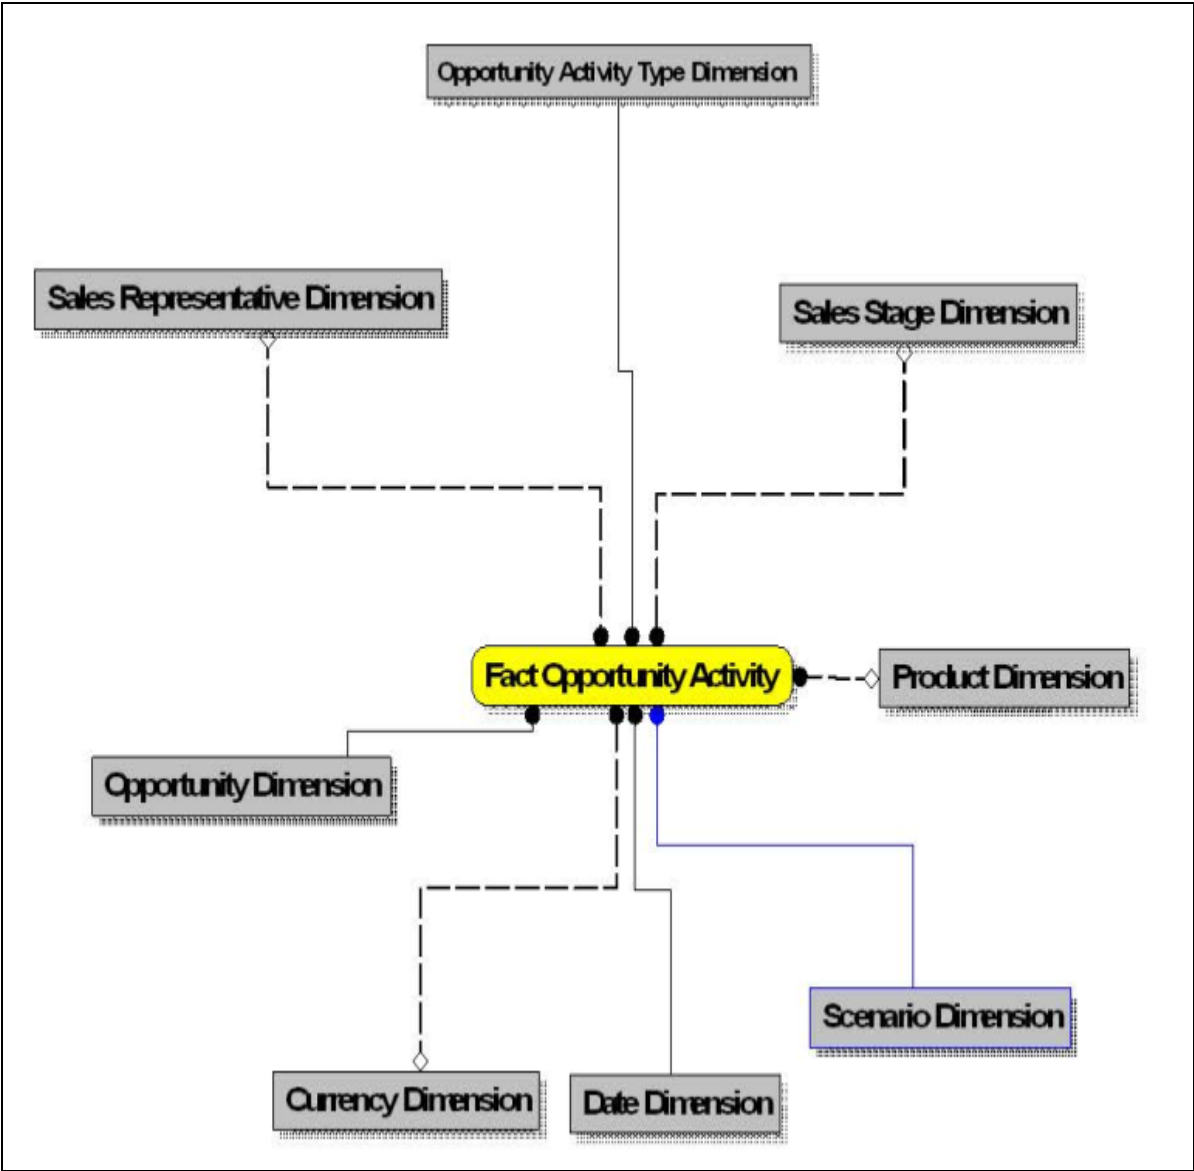 Opportunity Activity Type Dimension
Sales Representative Dimension
Sales Stage Dimension
Fact Opportunity Activity
Product Dimension
Opportunity Dimension
Scenario Dimension
Currency Dimension
Date Dimension